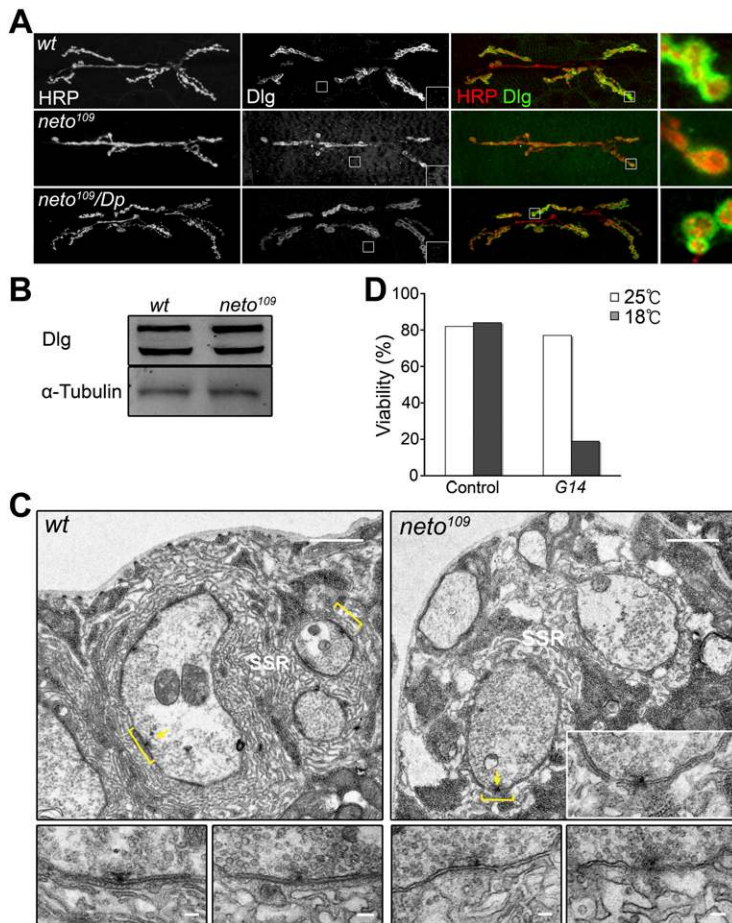 A
wt
HRP
Dlg
HRP Dlg
neto109
neto109/Dp
B
wt neto109
Dlg
α-Tubulin
D
Viability (%)
100
80
60
40
20
0
25℃
18℃
Control
G14
C
wt
SSR
neto109
SSR